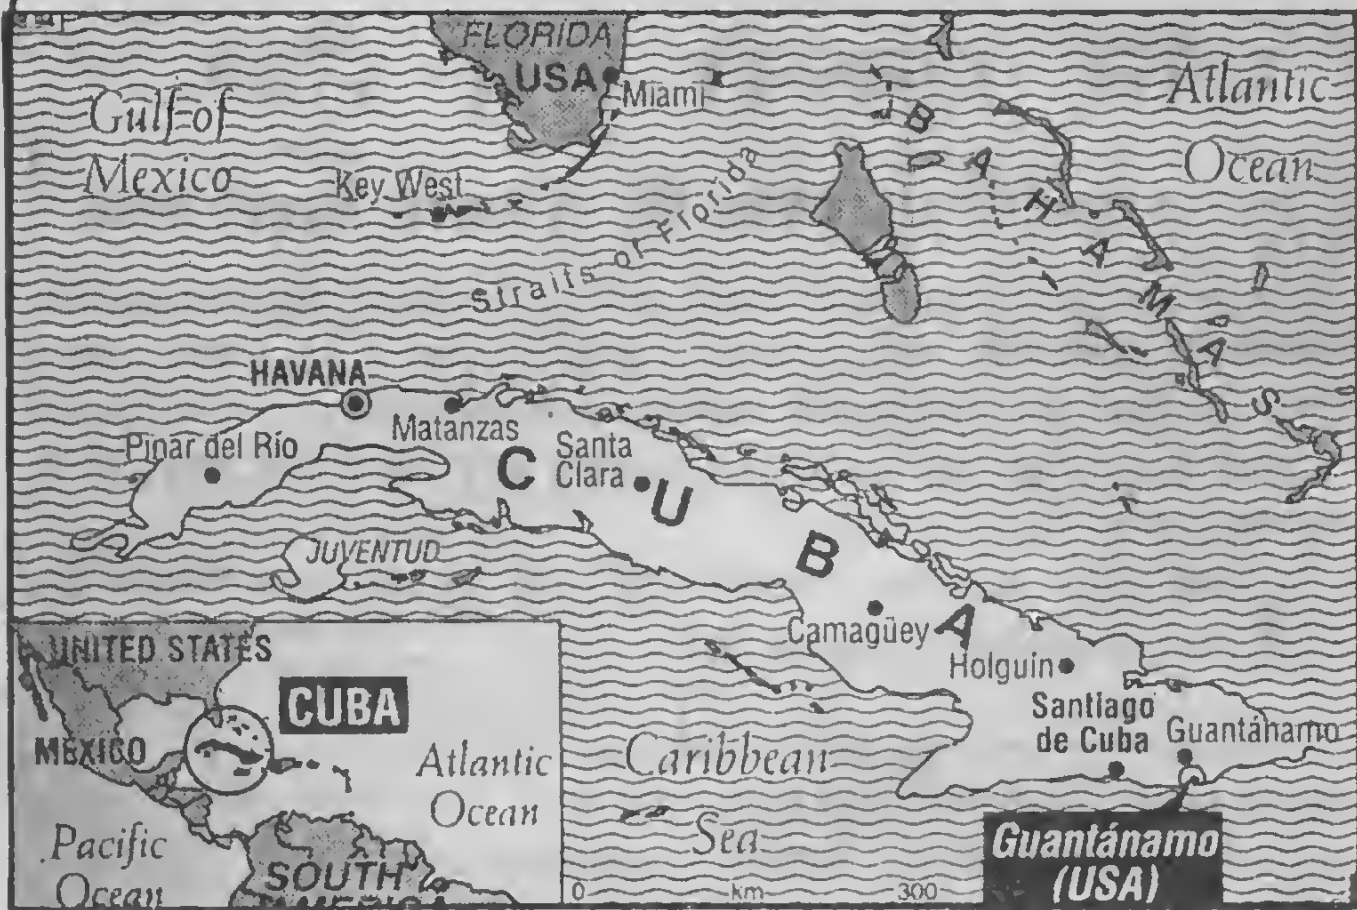 FLORIDA
USA
Miami
Gulf of
Mexico
Key West
Straits of Florida
BAHAMAS
Atlantic
Ocean
HAVANA
Matanzas
Pinar del Río
Santa
Clara
CUBA
JUVENTUD
Camagüey
Holguin
Santiago
de Cuba
Guantánamo
Caribbean
Sea
Guantánamo
(USA)
0 km 300
UNITED STATES
CUBA
MEXICO
Atlantic
Ocean
Pacific
Ocean
SOUTH
AMERICA